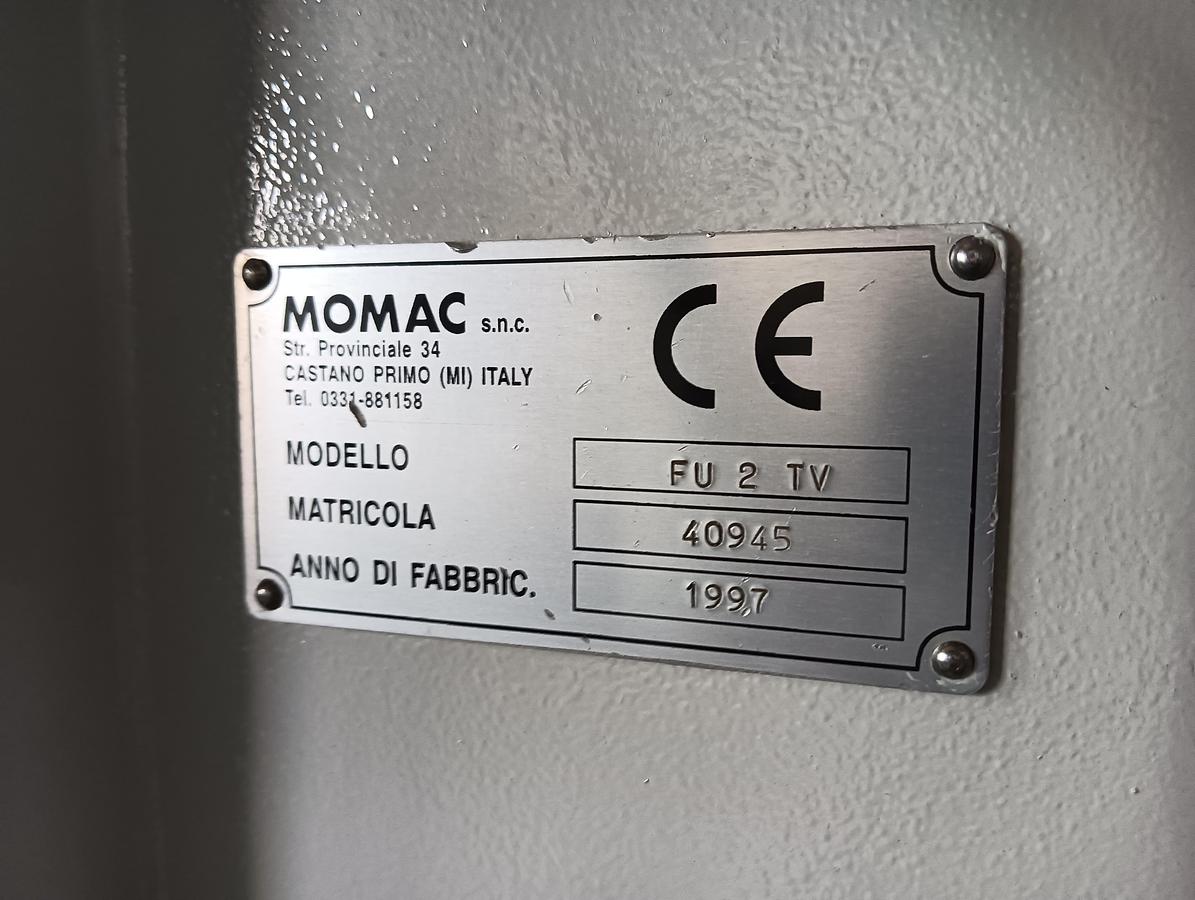 MOMAC s.n.c.
Str. Provinciale 34
CASTANO PRIMO (MI) ITALY
Tel. 0331-881158
CE
MODELLO FU 2 TV
MATRICOLA 40945
ANNO DI FABBRIC. 1997